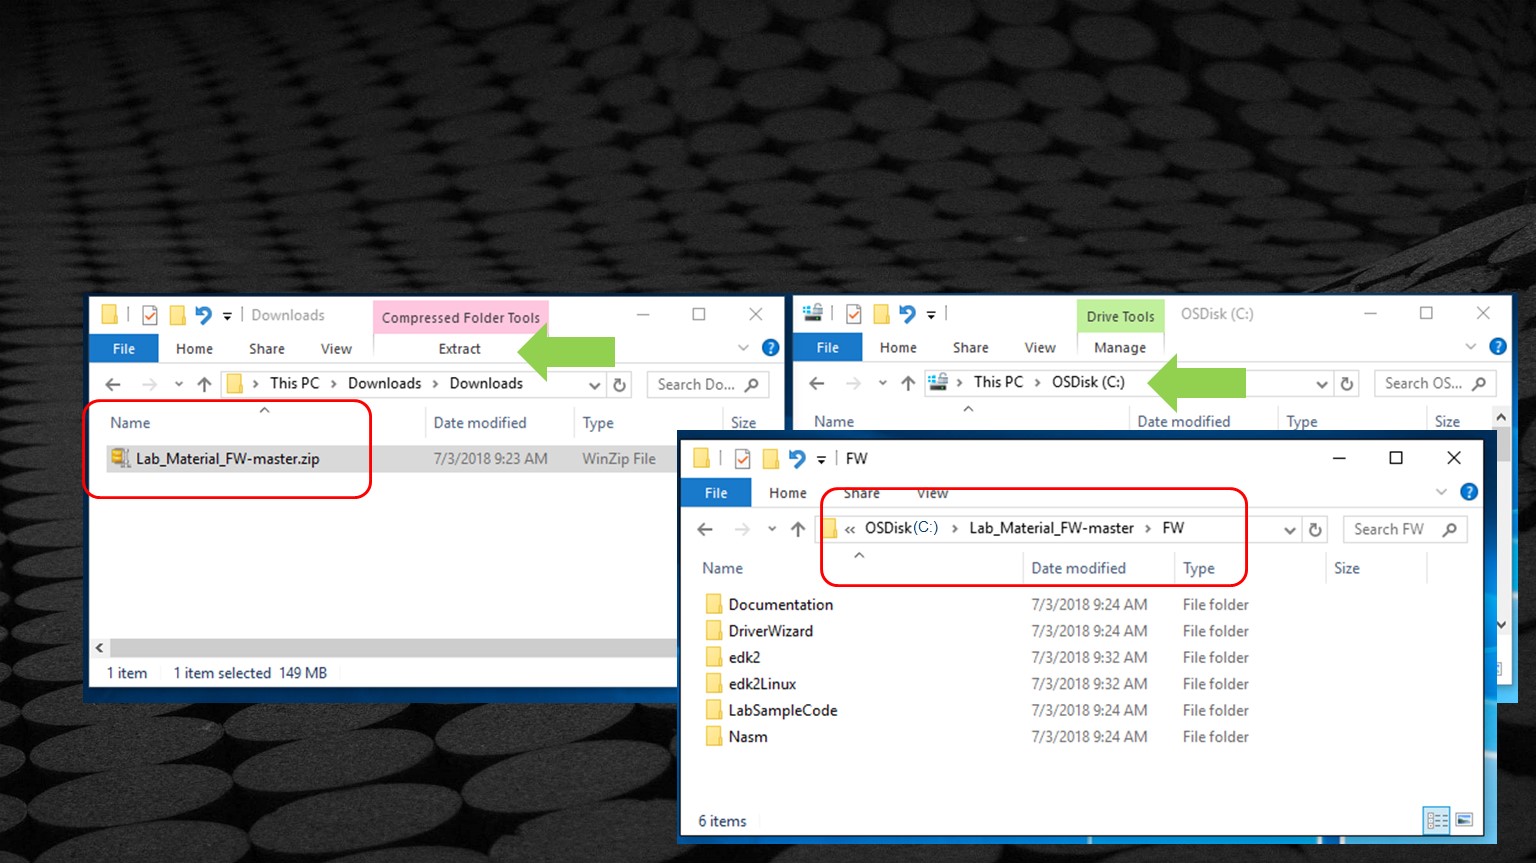 Downloads
Compressed Folder Tools
File Home Share View Extract
This PC > Downloads > Downloads
Search Do...
Name Date modified Type Size
Lab_Material_FW-master.zip 7/3/2018 9:23 AM WinZip File
1 item 1 item selected 149 MB
Drive Tools OSDisk (C:)
File Home Share View Manage
This PC > OSDisk (C:)
Search OS...
Name Date modified Type Size
FW
File Home Share View
« OSDisk(C:) > Lab_Material_FW-master > FW
Search FW
Name Date modified Type Size
Documentation 7/3/2018 9:24 AM File folder
DriverWizard 7/3/2018 9:24 AM File folder
edk2 7/3/2018 9:32 AM File folder
edk2Linux 7/3/2018 9:32 AM File folder
LabSampleCode 7/3/2018 9:24 AM File folder
Nasm 7/3/2018 9:24 AM File folder
6 items